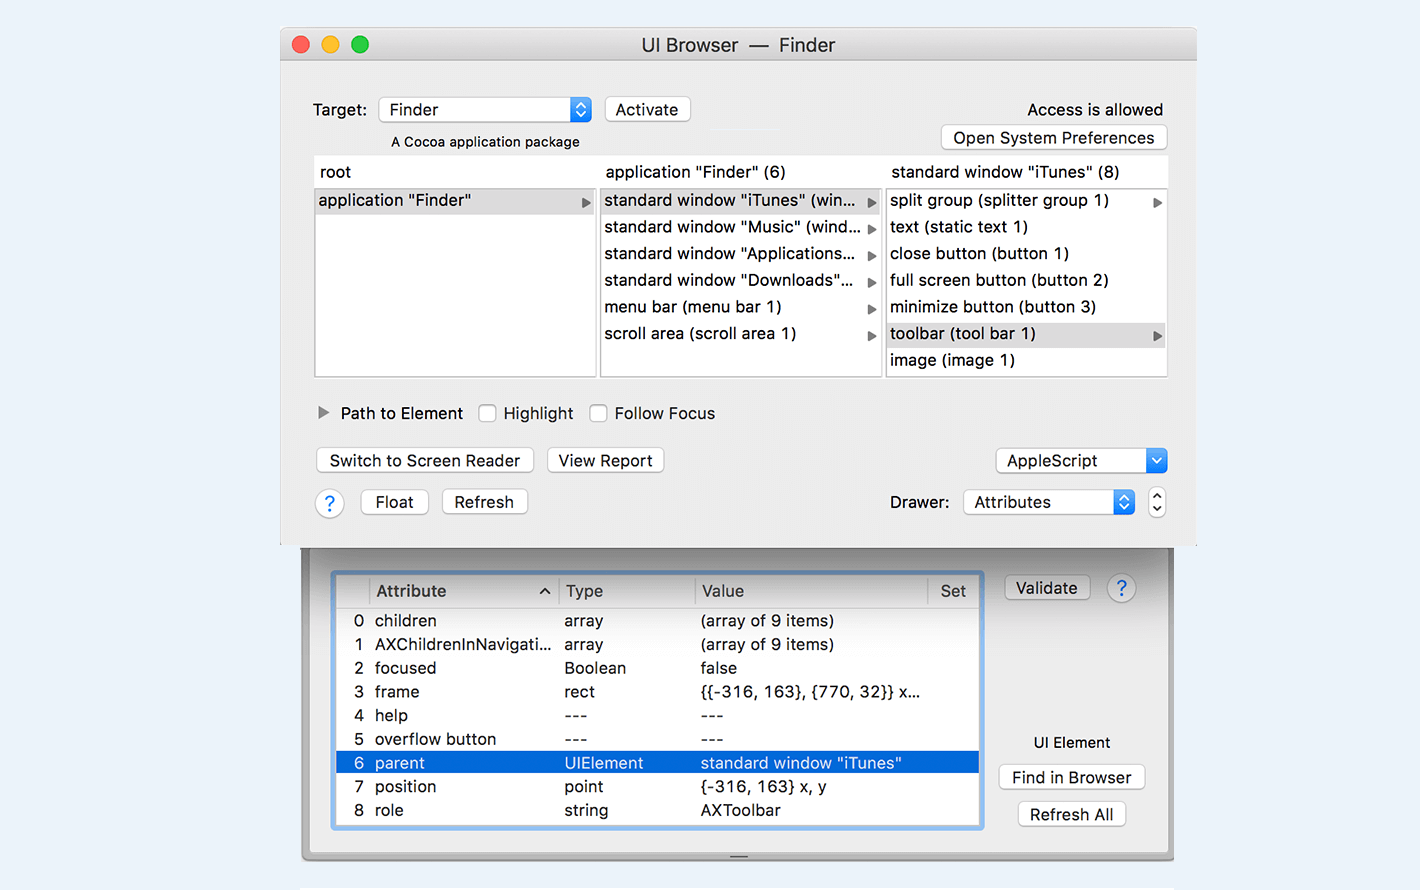 UI Browser — Finder
Target: Finder Activate Access is allowed
A Cocoa application package Open System Preferences
root application "Finder" (6) standard window "iTunes" (8)
application "Finder" standard window "iTunes" (win... split group (splitter group 1)
standard window "Music" (wind... text (static text 1)
standard window "Applications... close button (button 1)
standard window "Downloads"... full screen button (button 2)
menu bar (menu bar 1) minimize button (button 3)
scroll area (scroll area 1) toolbar (tool bar 1)
image (image 1)
Path to Element Highlight Follow Focus
Switch to Screen Reader View Report AppleScript
? Float Refresh Drawer: Attributes
Attribute Type Value Set Validate ?
0 children array (array of 9 items)
1 AXChildrenInNavigati... array (array of 9 items)
2 focused Boolean false
3 frame rect {{-316, 163}, {770, 32}} x...
4 help --- ---
5 overflow button --- --- UI Element
6 parent UIElement standard window "iTunes" Find in Browser
7 position point {-316, 163} x, y
8 role string AXToolbar Refresh All